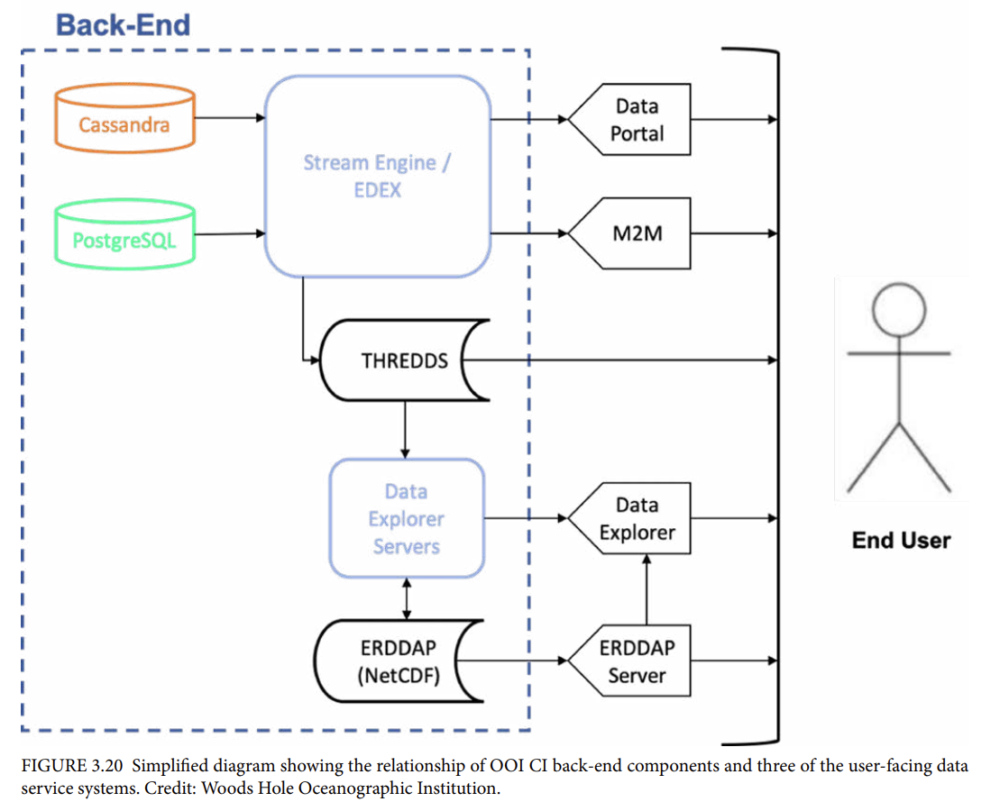 Back-End
Cassandra
PostgreSQL
Stream Engine /
EDEX
Data
Portal
M2M
THREDDS
Data
Explorer
Servers
Data
Explorer
ERDDAP
(NetCDF)
ERDDAP
Server
End User
FIGURE 3.20 Simplified diagram showing the relationship of OOI CI back-end components and three of the user-facing data
service systems. Credit: Woods Hole Oceanographic Institution.